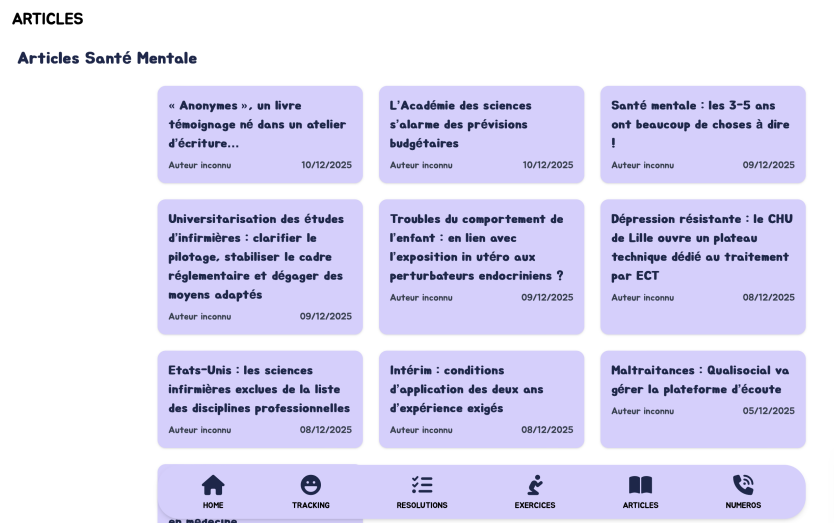 ARTICLES
Articles Santé Mentale
« Anonymes », un livre
témoignage né dans un atelier
d'écriture...
Auteur inconnu 10/12/2025
L'Académie des sciences
s'alarme des prévisions
budgétaires
Auteur inconnu 10/12/2025
Santé mentale : les 3-5 ans
ont beaucoup de choses à dire
!
Auteur inconnu 09/12/2025
Universitarisation des études
d'infirmières : clarifier le
pilotage, stabiliser le cadre
réglementaire et dégager des
moyens adaptés
Auteur inconnu 09/12/2025
Troubles du comportement de
l'enfant : en lien avec
l'exposition in utéro aux
perturbateurs endocriniens ?
Auteur inconnu 09/12/2025
Dépression résistante : le CHU
de Lille ouvre un plateau
technique dédié au traitement
par ECT
Auteur inconnu 08/12/2025
Etats-Unis : les sciences
infirmières exclues de la liste
des disciplines professionnelles
Auteur inconnu 08/12/2025
Intérim : conditions
d'application des deux ans
d'expérience exigés
Auteur inconnu 08/12/2025
Maltraitances : Qualisocial va
gérer la plateforme d'écoute
Auteur inconnu 05/12/2025
HOME TRACKING RESOLUTIONS EXERCICES ARTICLES NUMEROS
en médecine